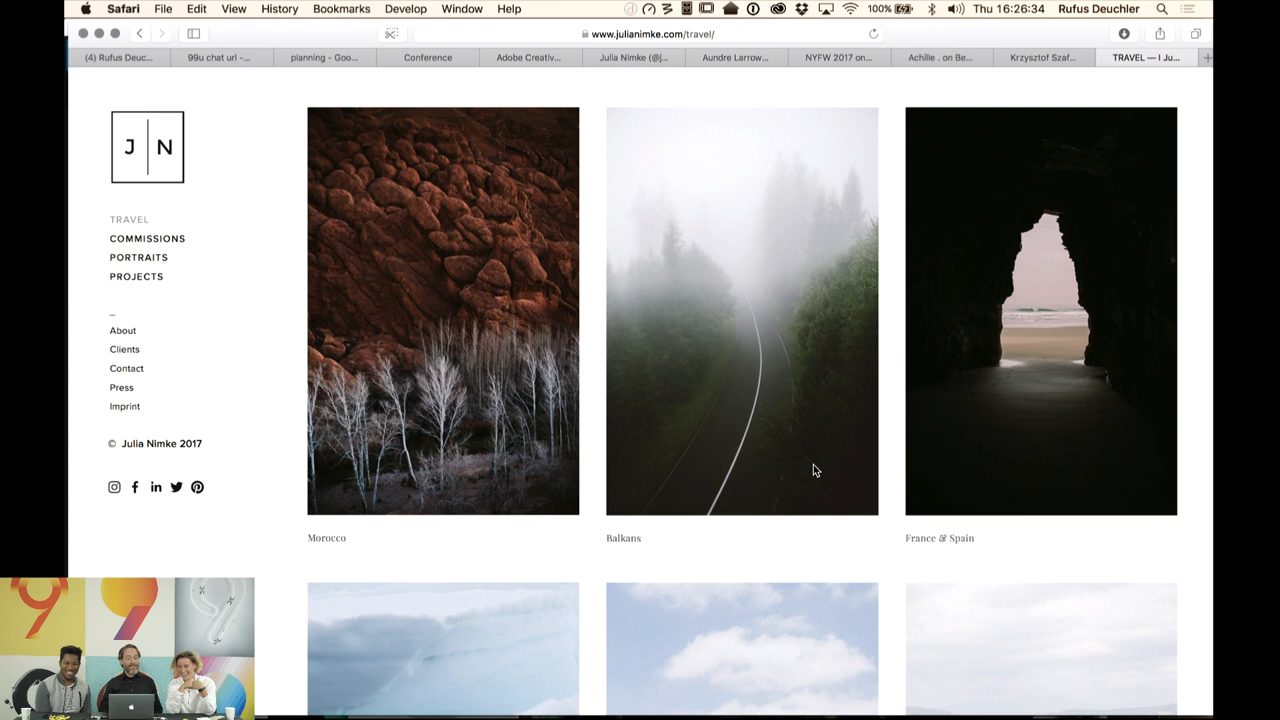 Safari File Edit View History Bookmarks Develop Window Help 100% Thu 16:26:34 Rufus Deuchler
www.julianimke.com/travel/
(4) Rufus Deuc... 99u chat url -... planning - Goo... Conference Adobe Creativ... Julia Nimke (@j... Aundre Larrow... NYFW 2017 on... Achille . on Be... Krzysztof Szaf... TRAVEL — I Ju...
J N
TRAVEL
COMMISSIONS
PORTRAITS
PROJECTS
–
About
Clients
Contact
Press
Imprint
© Julia Nimke 2017
Morocco
Balkans
France & Spain
9 9 9